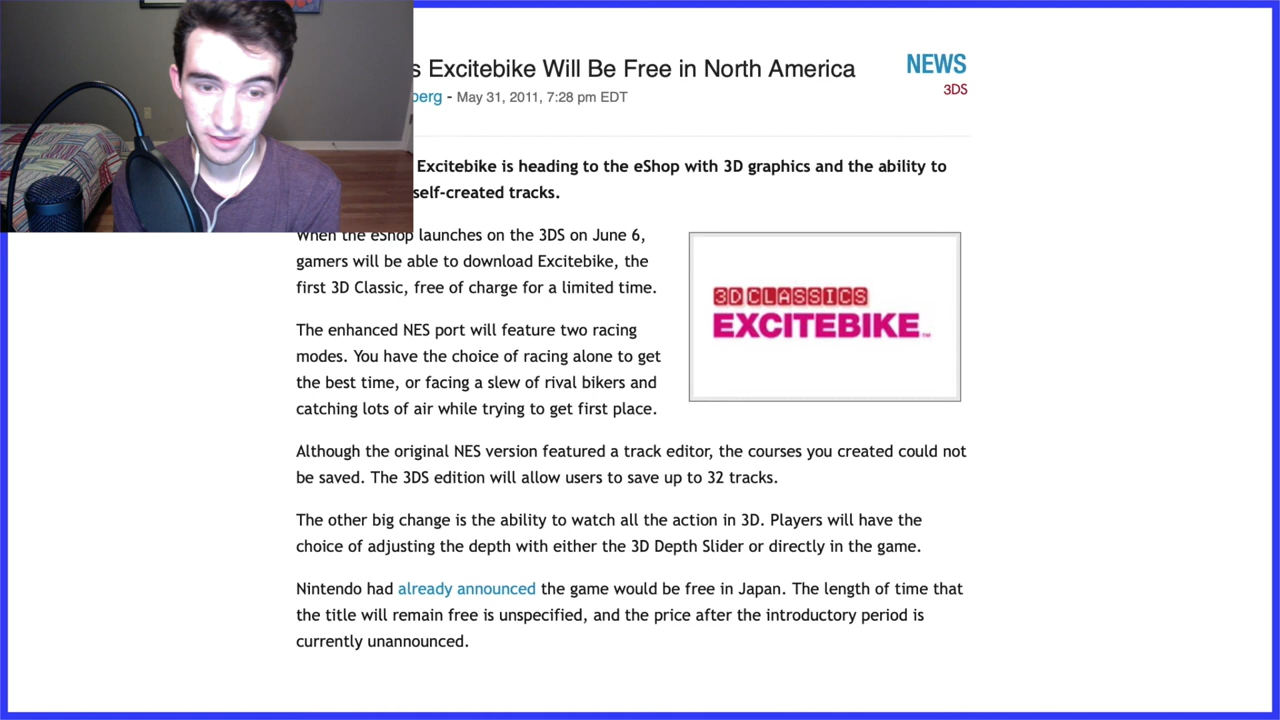 s Excitebike Will Be Free in North America
NEWS
berg - May 31, 2011, 7:28 pm EDT
3DS
Excitebike is heading to the eShop with 3D graphics and the ability to
self-created tracks.
When the eShop launches on the 3DS on June 6,
gamers will be able to download Excitebike, the
first 3D Classic, free of charge for a limited time.
3D CLASSICS
EXCITEBIKE™
The enhanced NES port will feature two racing
modes. You have the choice of racing alone to get
the best time, or facing a slew of rival bikers and
catching lots of air while trying to get first place.
Although the original NES version featured a track editor, the courses you created could not
be saved. The 3DS edition will allow users to save up to 32 tracks.
The other big change is the ability to watch all the action in 3D. Players will have the
choice of adjusting the depth with either the 3D Depth Slider or directly in the game.
Nintendo had already announced the game would be free in Japan. The length of time that
the title will remain free is unspecified, and the price after the introductory period is
currently unannounced.